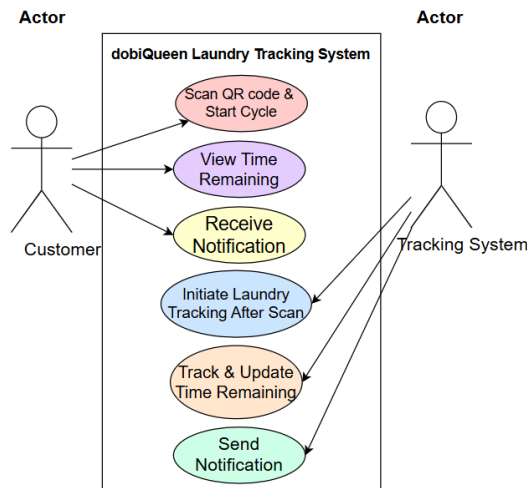 Actor
Actor
dobiQueen Laundry Tracking System
Scan QR code &
Start Cycle
View Time
Remaining
Receive
Notification
Customer
Tracking System
Initiate Laundry
Tracking After Scan
Track & Update
Time Remaining
Send
Notification